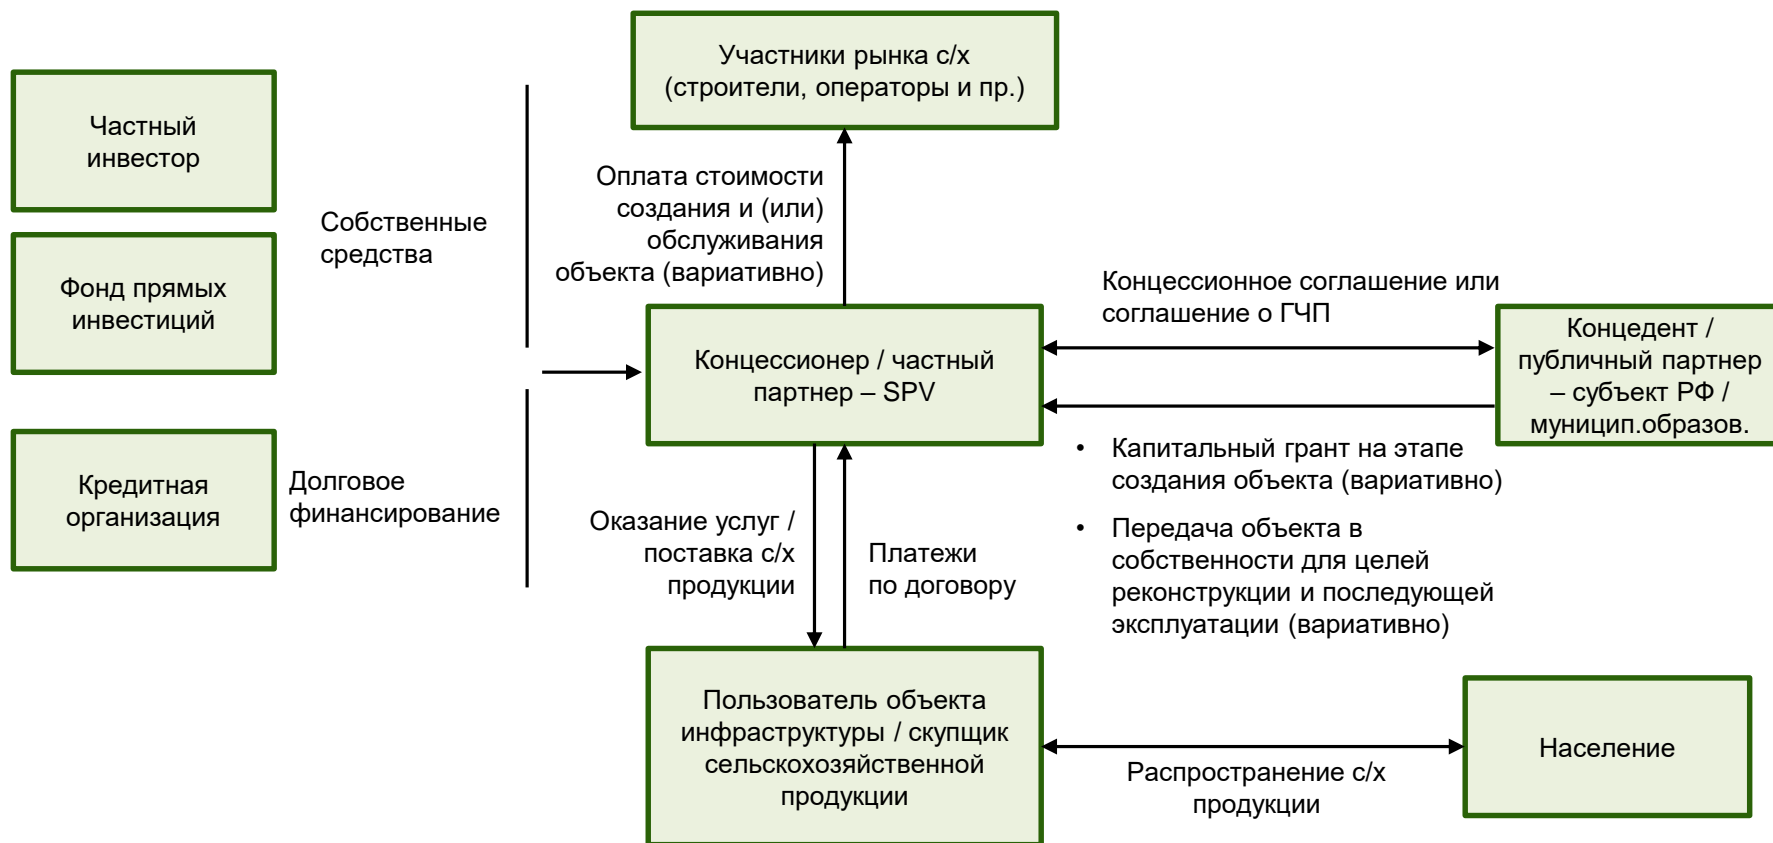 Участники рынка с/х
(строители, операторы и пр.)
Частный
инвестор
Собственные
средства
Фонд прямых
инвестиций
Оплата стоимости
создания и (или)
обслуживания
объекта (вариативно)
Концессионное соглашение или
соглашение о ГЧП
Концессионер / частный
партнер – SPV
Концедент /
публичный партнер
– субъект РФ /
муницип.образов.
Кредитная
организация
Долговое
финансирование
Оказание услуг /
поставка с/х
продукции
Платежи
по договору
• Капитальный грант на этапе
создания объекта (вариативно)
• Передача объекта в
собственности для целей
реконструкции и последующей
эксплуатации (вариативно)
Пользователь объекта
инфраструктуры / скупщик
сельскохозяйственной
продукции
Распространение с/х
продукции
Население